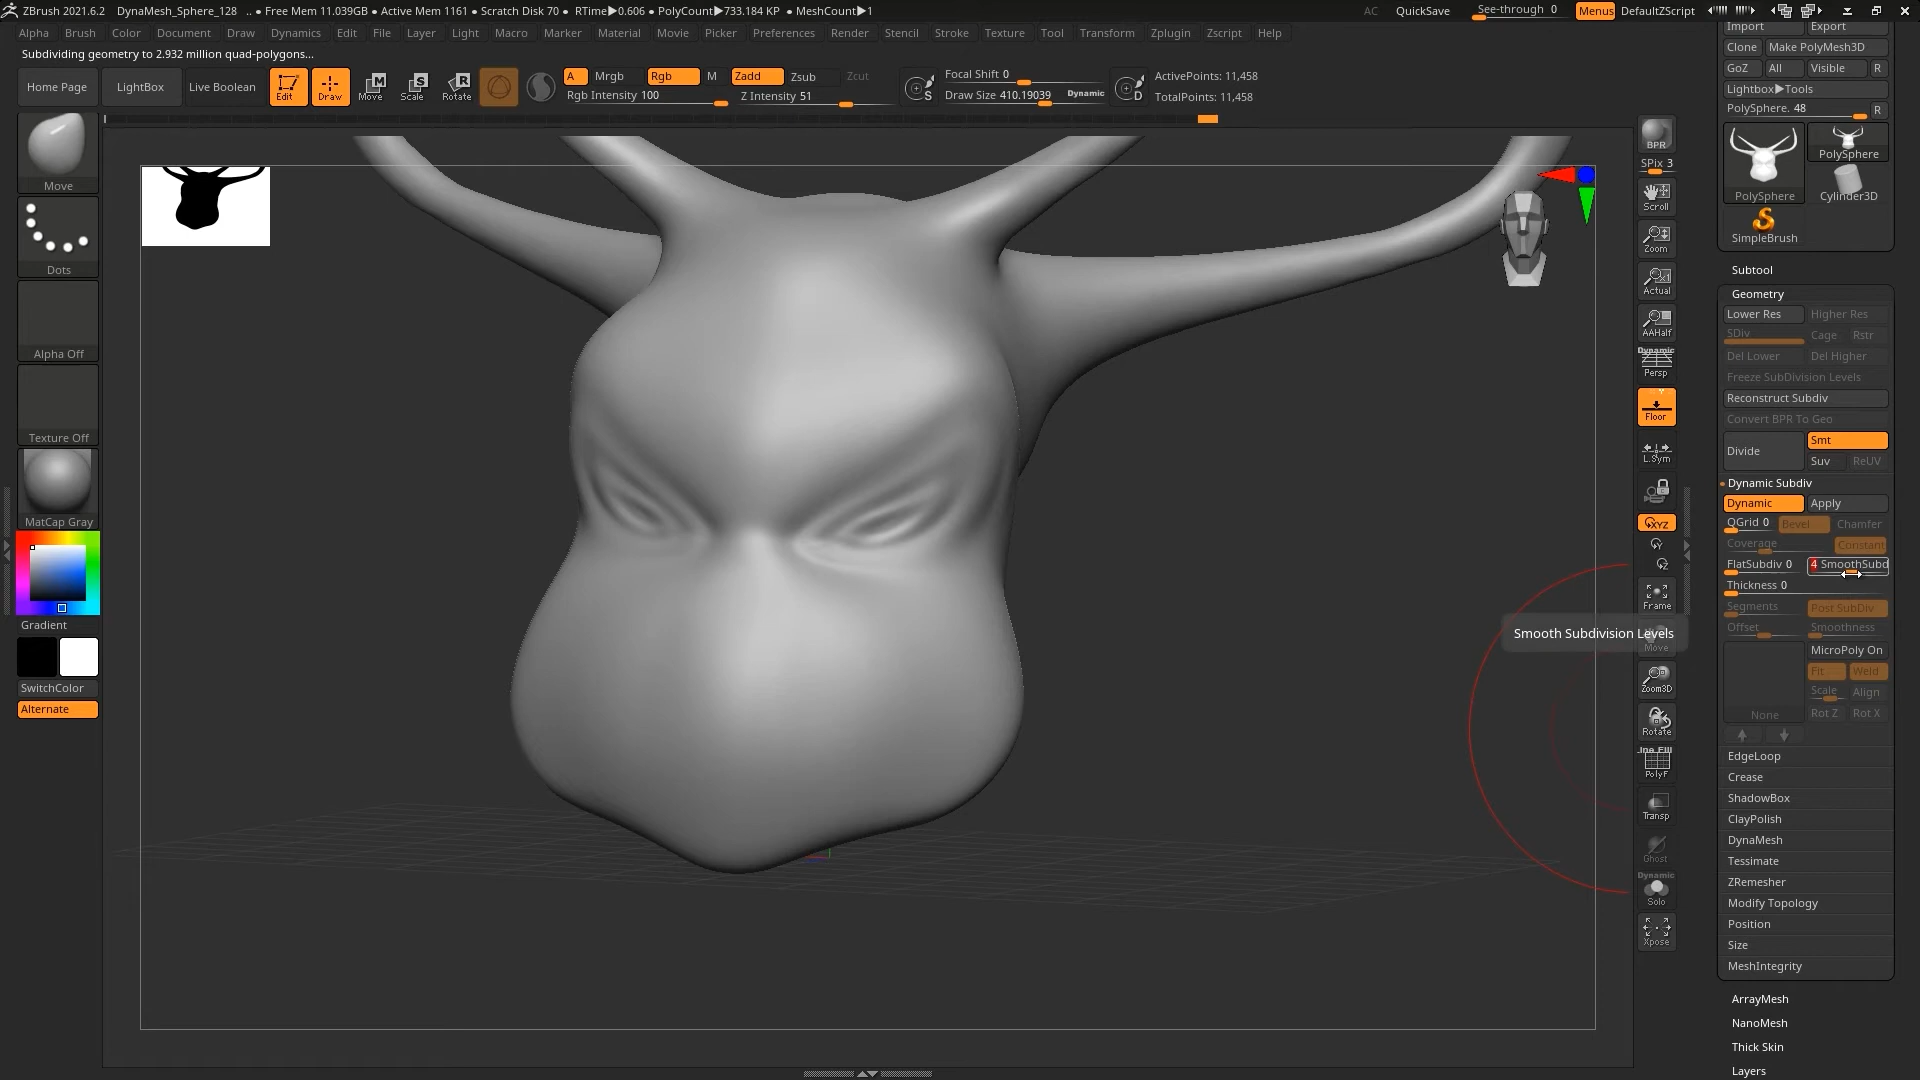 ZBrush 2021.6.2 DynaMesh_Sphere_128 .. • Free Mem 11.039GB • Active Mem 1161 • Scratch Disk 70 • RTime▶0.606 • PolyCount▶733.184 KP • MeshCount▶1 AC QuickSave See-through 0 Menus DefaultZScript
Alpha Brush Color Document Draw Dynamics Edit File Layer Light Macro Marker Material Movie Picker Preferences Render Stencil Stroke Texture Tool Transform Zplugin Zscript Help
Subdividing geometry to 2.932 million quad-polygons...
Home Page LightBox Live Boolean Edit Draw Move Scale Rotate
A Mrgb Rgb M Zadd Zsub Zcut
Rgb Intensity 100 Z Intensity 51
S Focal Shift 0
Draw Size 410.19039 Dynamic D
ActivePoints: 11,458
TotalPoints: 11,458
Move
Dots
Alpha Off
Texture Off
MatCap Gray
Gradient
SwitchColor
Alternate
BPR
SPix 3
Scroll
Zoom
Actual
AAHalf
Dynamic
Persp
Floor
L.Sym
XYZ
Y
Z
Frame
Move
Zoom3D
Rotate
Line Fill
PolyF
Transp
Ghost
Dynamic
Solo
Xpose
Smooth Subdivision Levels
Import Export
Clone Make PolyMesh3D
GoZ All Visible R
Lightbox▶Tools
PolySphere. 48 R
PolySphere PolySphere
Cylinder3D
SimpleBrush
Subtool
Geometry
Lower Res Higher Res
SDiv Cage Rstr
Del Lower Del Higher
Freeze SubDivision Levels
Reconstruct Subdiv
Convert BPR To Geo
Divide Smt
Suv ReUV
Dynamic Subdiv
Dynamic Apply
QGrid 0 Bevel Chamfer
Coverage Constant
FlatSubdiv 0 4 SmoothSubd
Thickness 0
Segments Post SubDiv
Offset Smoothness
MicroPoly On
Fit Weld
Scale Align
None Rot Z Rot X
EdgeLoop
Crease
ShadowBox
ClayPolish
DynaMesh
Tessimate
ZRemesher
Modify Topology
Position
Size
MeshIntegrity
ArrayMesh
NanoMesh
Thick Skin
Layers